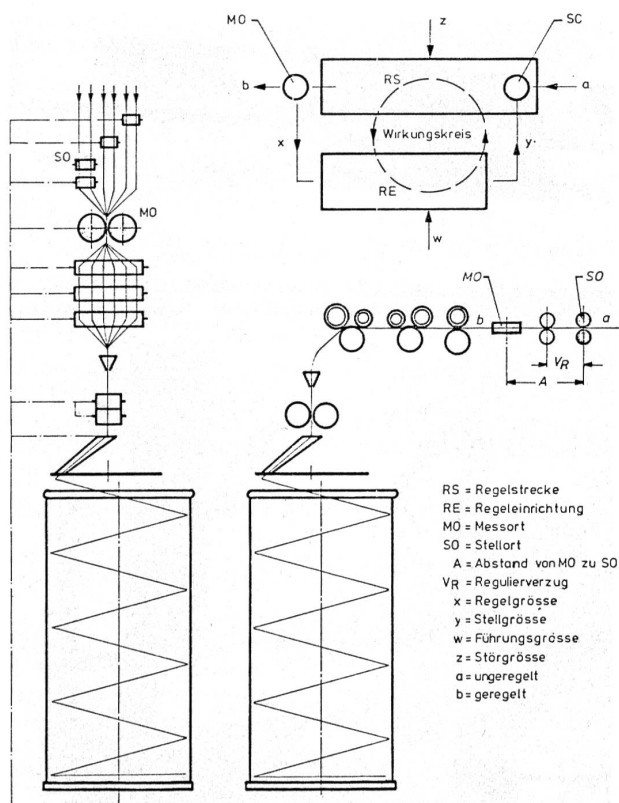 MO
z
SC
b
RS
a
x
Wirkungskreis
y
RE
w
SO
MO
MO
SO
b
a
VR
A
RS = Regelstrecke
RE = Regeleinrichtung
MO = Messort
SO = Stellort
A = Abstand von MO zu SO
VR = Regulierverzug
x = Regelgrösse
y = Stellgrösse
w = Führungsgrösse
z = Störgrösse
a = ungeregelt
b = geregelt